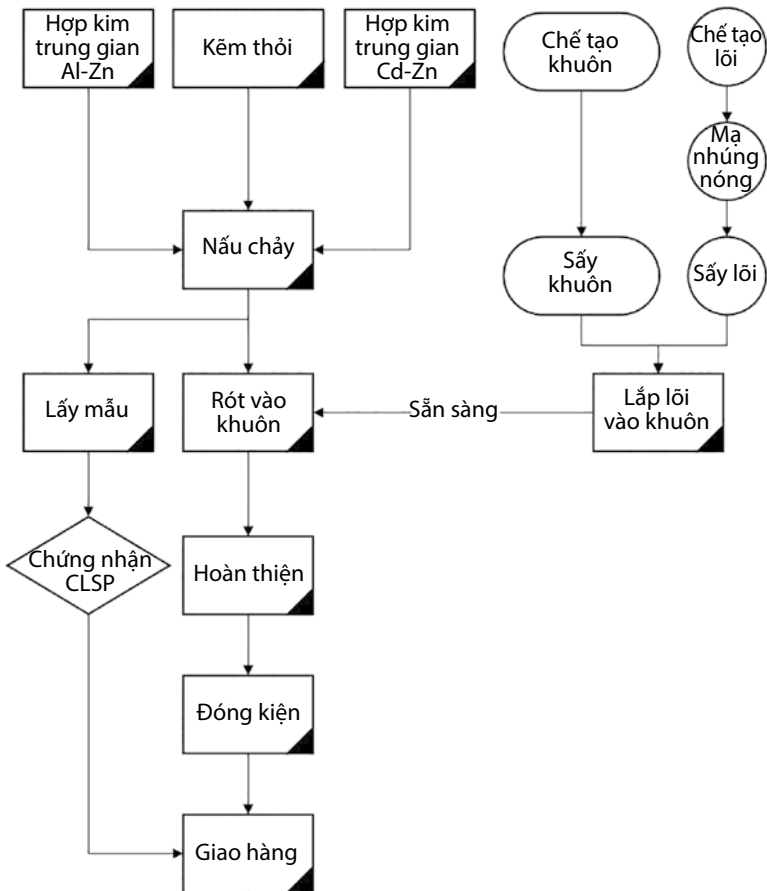 Hợp kim
trung gian
Al-Zn
Kẽm thỏi
Hợp kim
trung gian
Cd-Zn
Chế tạo
khuôn
Chế tạo
lõi
Mạ
nhúng
nóng
Nấu chảy
Sấy
khuôn
Sấy lõi
Lấy mẫu
Rót vào
khuôn
Sẵn sàng
Lắp lõi
vào khuôn
Chứng nhận
CLSP
Hoàn thiện
Đóng kiện
Giao hàng